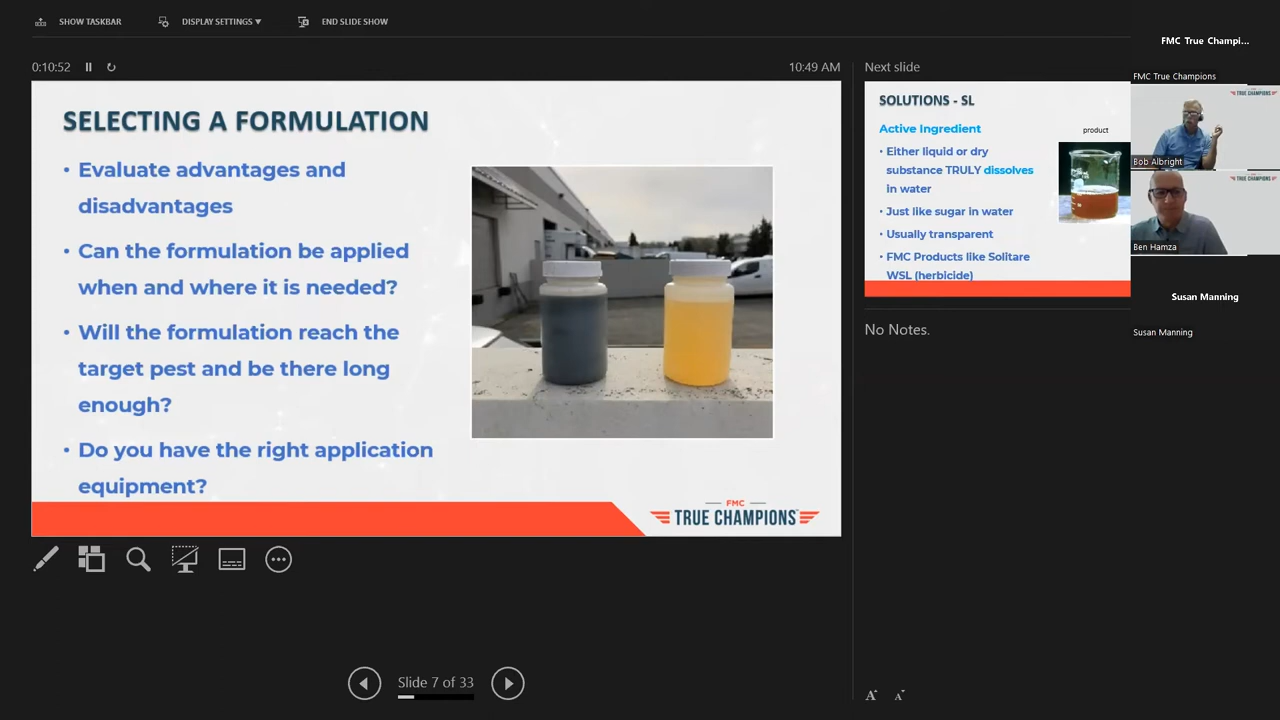 SHOW TASKBAR
DISPLAY SETTINGS ▼
END SLIDE SHOW
0:10:52
10:49 AM
SELECTING A FORMULATION
• Evaluate advantages and
disadvantages
• Can the formulation be applied
when and where it is needed?
• Will the formulation reach the
target pest and be there long
enough?
• Do you have the right application
equipment?
FMC
TRUE CHAMPIONS
Slide 7 of 33
Next slide
SOLUTIONS - SL
Active Ingredient
• Either liquid or dry
substance TRULY dissolves
in water
• Just like sugar in water
• Usually transparent
• FMC Products like Solitare
WSL (herbicide)
product
No Notes.
A
A
FMC True Champi...
FMC True Champions
TRUE CHAMPIONS
Bob Albright
TRUE CHAMPIONS
Ben Hamza
Susan Manning
Susan Manning